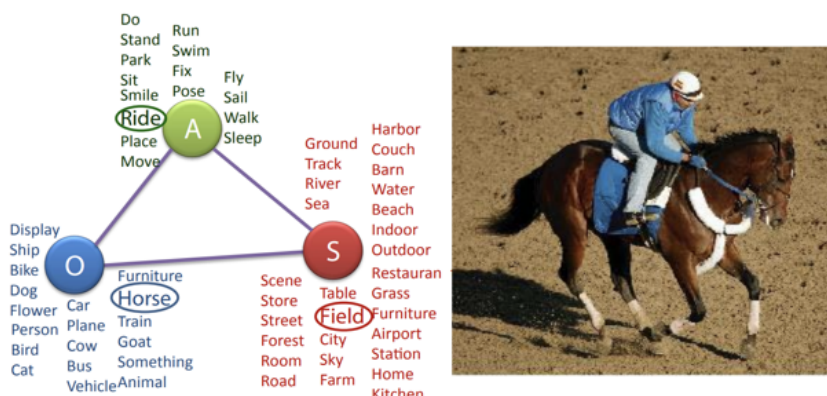 Do
Stand
Park
Sit
Smile
Ride
Place
Move
Run
Swim
Fix
Pose
A
Fly
Sail
Walk
Sleep
Ground
Track
River
Sea
Harbor
Couch
Barn
Water
Beach
Indoor
Outdoor
Restauran
Grass
Furniture
Airport
Station
Home
Kitchen
S
Scene
Store
Street
Forest
Room
Road
Table
Field
City
Sky
Farm
O
Display
Ship
Bike
Dog
Flower
Person
Bird
Cat
Car
Plane
Cow
Bus
Vehicle
Furniture
Horse
Train
Goat
Something
Animal